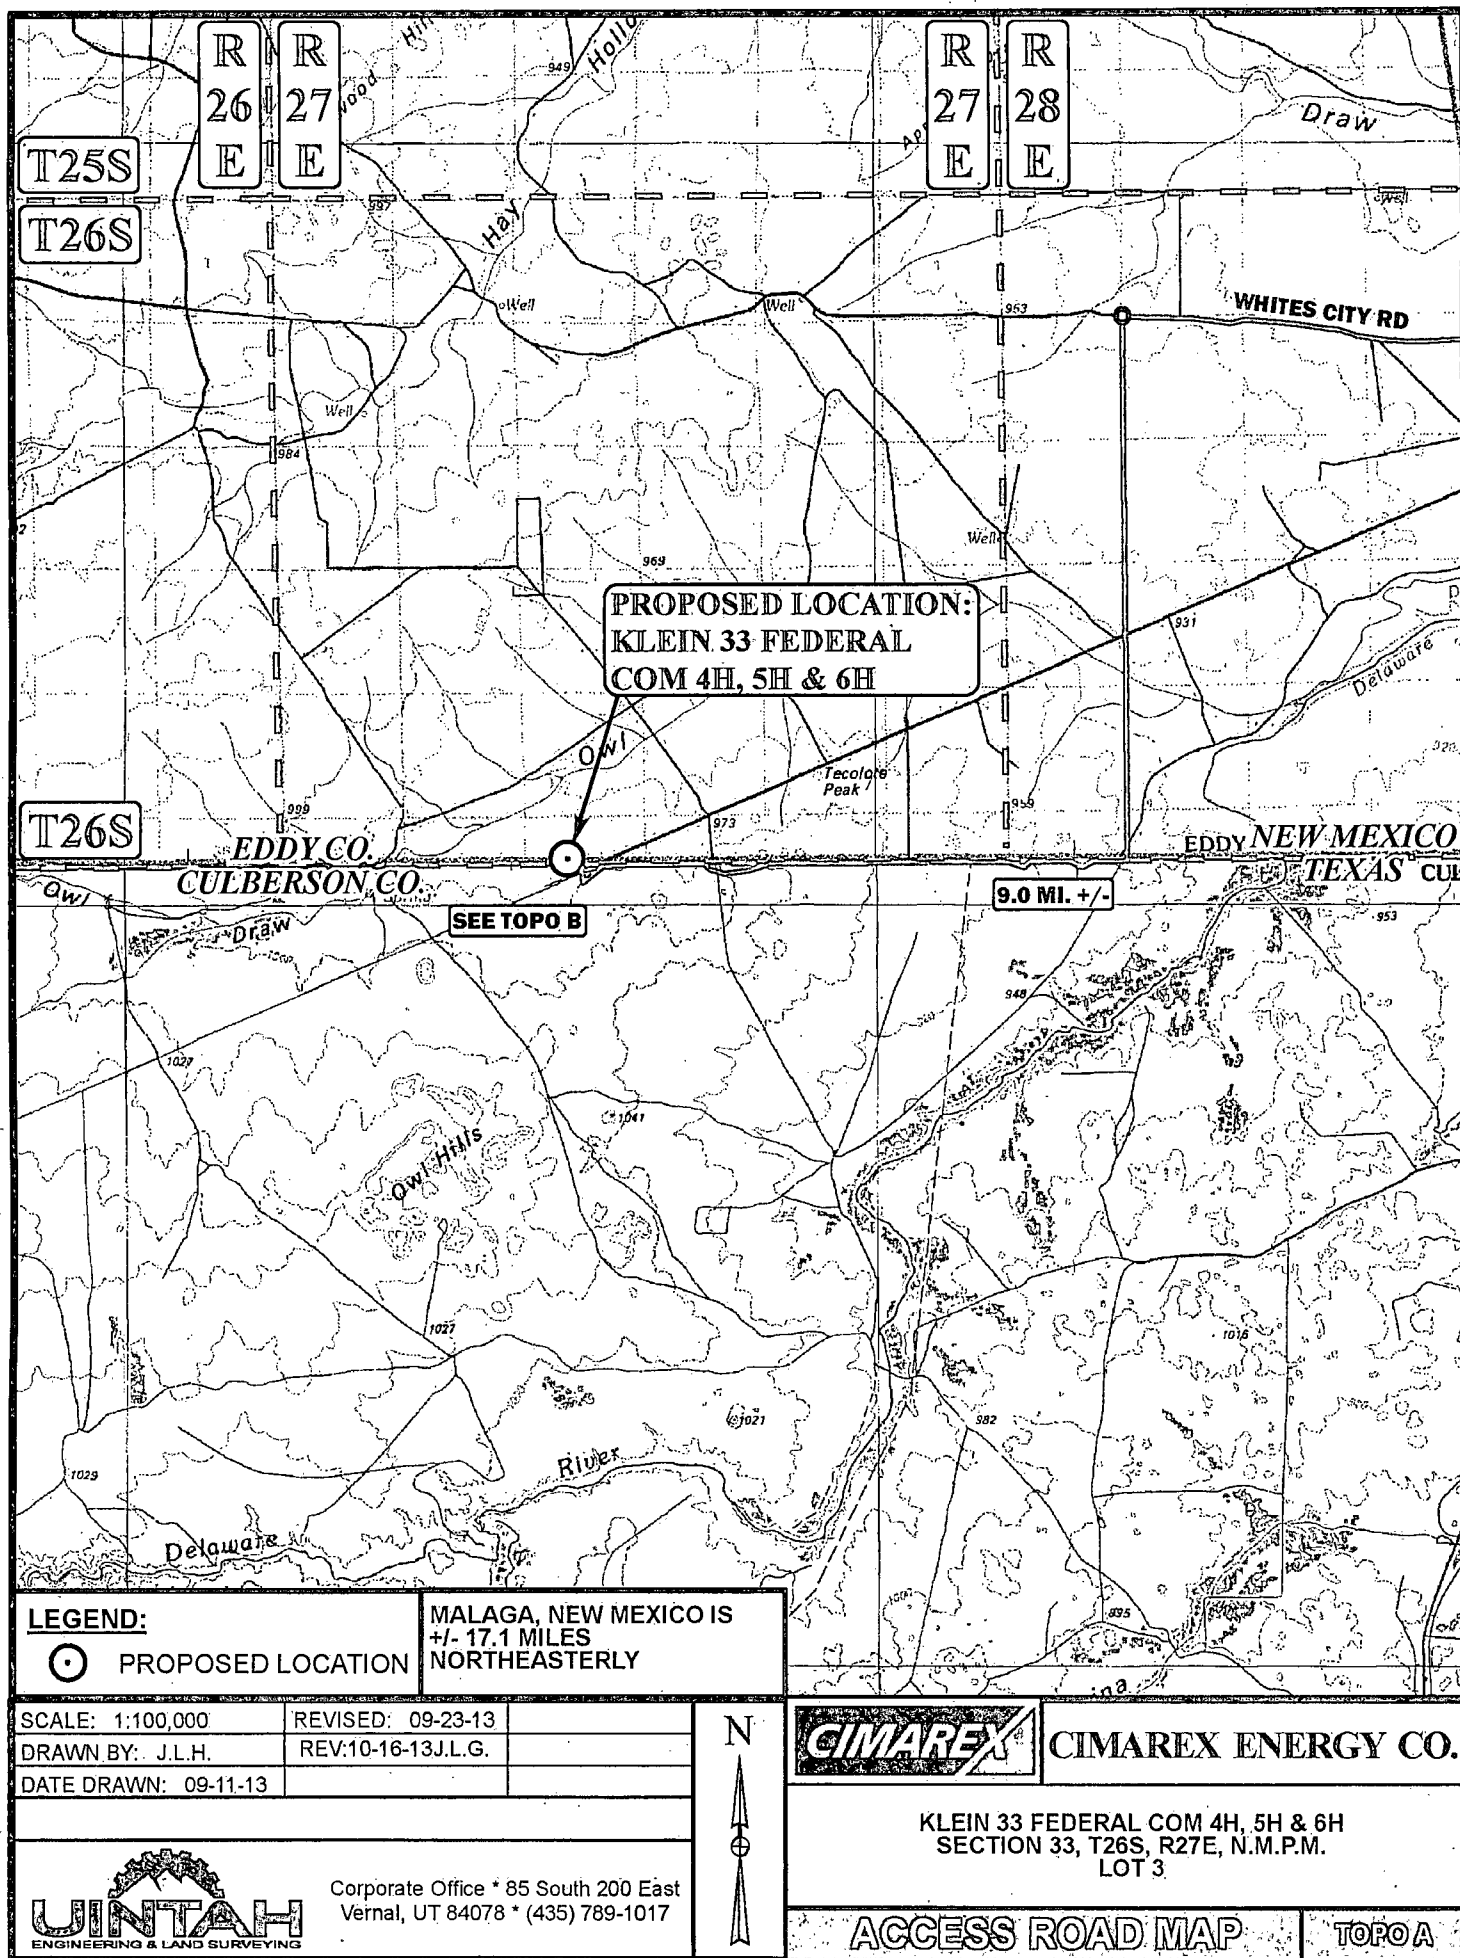 R
26
E
R
27
E
R
27
E
R
28
E
T25S
T26S
949
Draw
Well
Hay
Well
Well
953
WHITES CITY RD
Well
984
Well
969
PROPOSED LOCATION:
KLEIN 33 FEDERAL
COM 4H, 5H & 6H
931
Delaware
Owl
Tecolote
Peak
973
959
999
T26S
EDDY CO.
CULBERSON CO.
EDDY NEW MEXICO
TEXAS CUL
Owl
Draw
SEE TOPO B
9.0 MI. +/-
953
948
1027
1041
Owl Hills
1027
1016
1021
982
1029
River
Delaware
895
LEGEND:
PROPOSED LOCATION
MALAGA, NEW MEXICO IS
+/- 17.1 MILES
NORTHEASTERLY
SCALE: 1:100,000
REVISED: 09-23-13
DRAWN BY: J.L.H.
REV:10-16-13J.L.G.
DATE DRAWN: 09-11-13
N
CIMAREX
CIMAREX ENERGY CO.
KLEIN 33 FEDERAL COM 4H, 5H & 6H
SECTION 33, T26S, R27E, N.M.P.M.
LOT 3
UINTAH
ENGINEERING & LAND SURVEYING
Corporate Office * 85 South 200 East
Vernal, UT 84078 * (435) 789-1017
ACCESS ROAD MAP
TOPO A